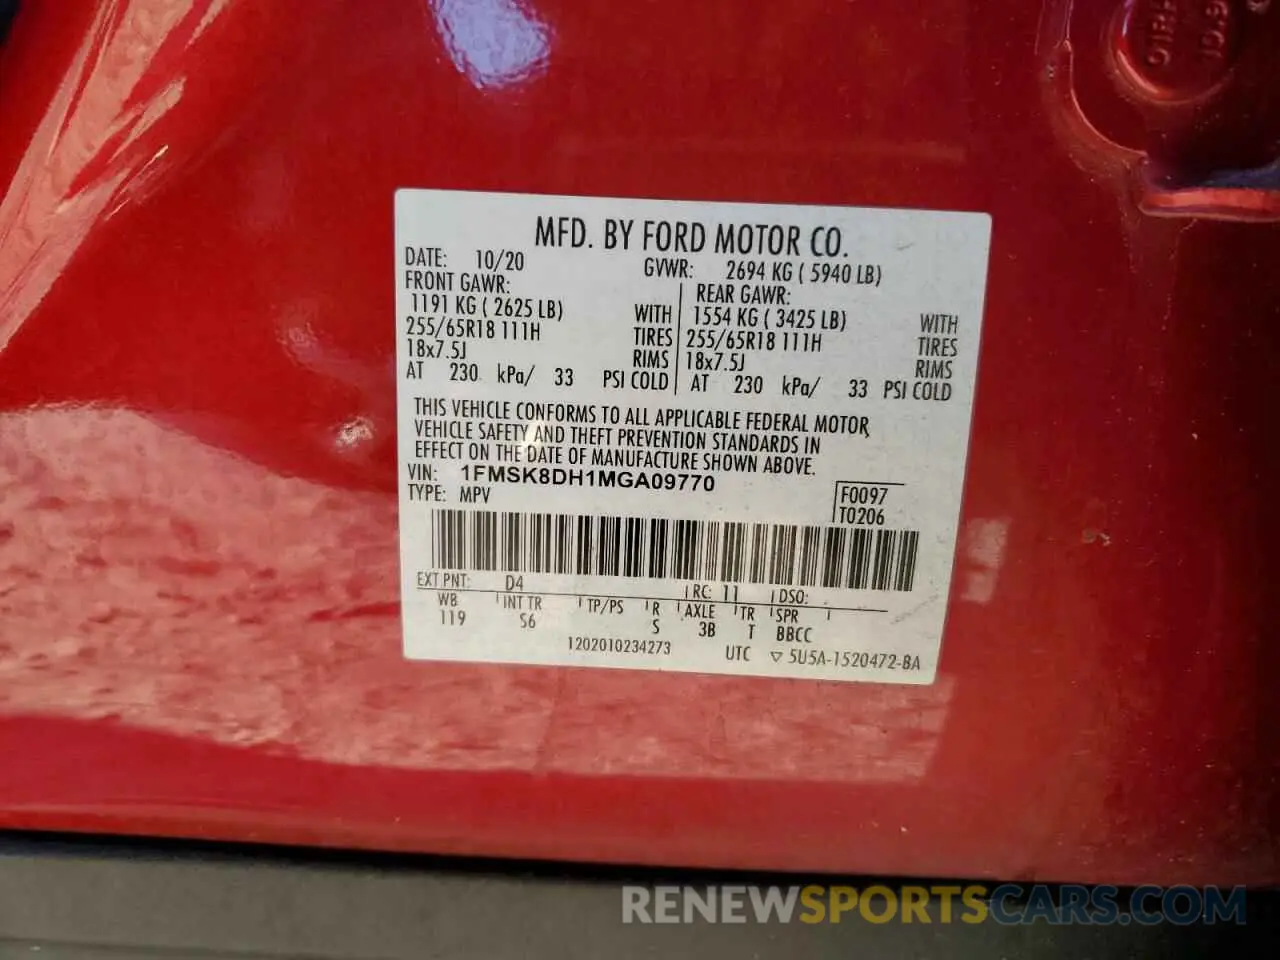 MFD. BY FORD MOTOR CO.
DATE: 10/20 GVWR: 2694 KG ( 5940 LB)
FRONT GAWR: REAR GAWR:
1191 KG ( 2625 LB) WITH 1554 KG ( 3425 LB) WITH
255/65R18 111H TIRES 255/65R18 111H TIRES
18x7.5J RIMS 18x7.5J RIMS
AT 230 kPa/ 33 PSI COLD AT 230 kPa/ 33 PSI COLD
THIS VEHICLE CONFORMS TO ALL APPLICABLE FEDERAL MOTOR
VEHICLE SAFETY AND THEFT PREVENTION STANDARDS IN
EFFECT ON THE DATE OF MANUFACTURE SHOWN ABOVE.
VIN: 1FMSK8DH1MGA09770
TYPE: MPV F0097
T0206
EXT PNT: D4 RC: 11 DSO:
WB INT TR TP/PS R AXLE TR SPR
119 S6 S 3B T BBCC
1202010234273 UTC ▽ 5U5A-1520472-BA
RENEWSPORTSCARS.COM